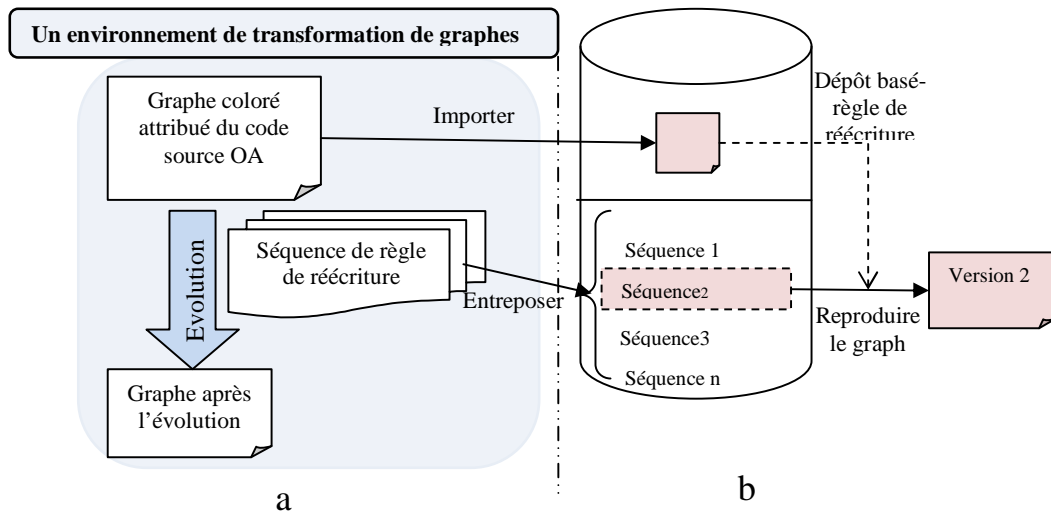 Un environnement de transformation de graphes
Graphe coloré
attribué du code
source OA
Importer
Dépôt basé-
règle de
réécriture
Séquence de règle
de réécriture
Evolution
Entreposer
Graphe après
l’évolution
Séquence 1
Séquence2
Séquence3
Séquence n
Reproduire
le graph
Version 2
a
b